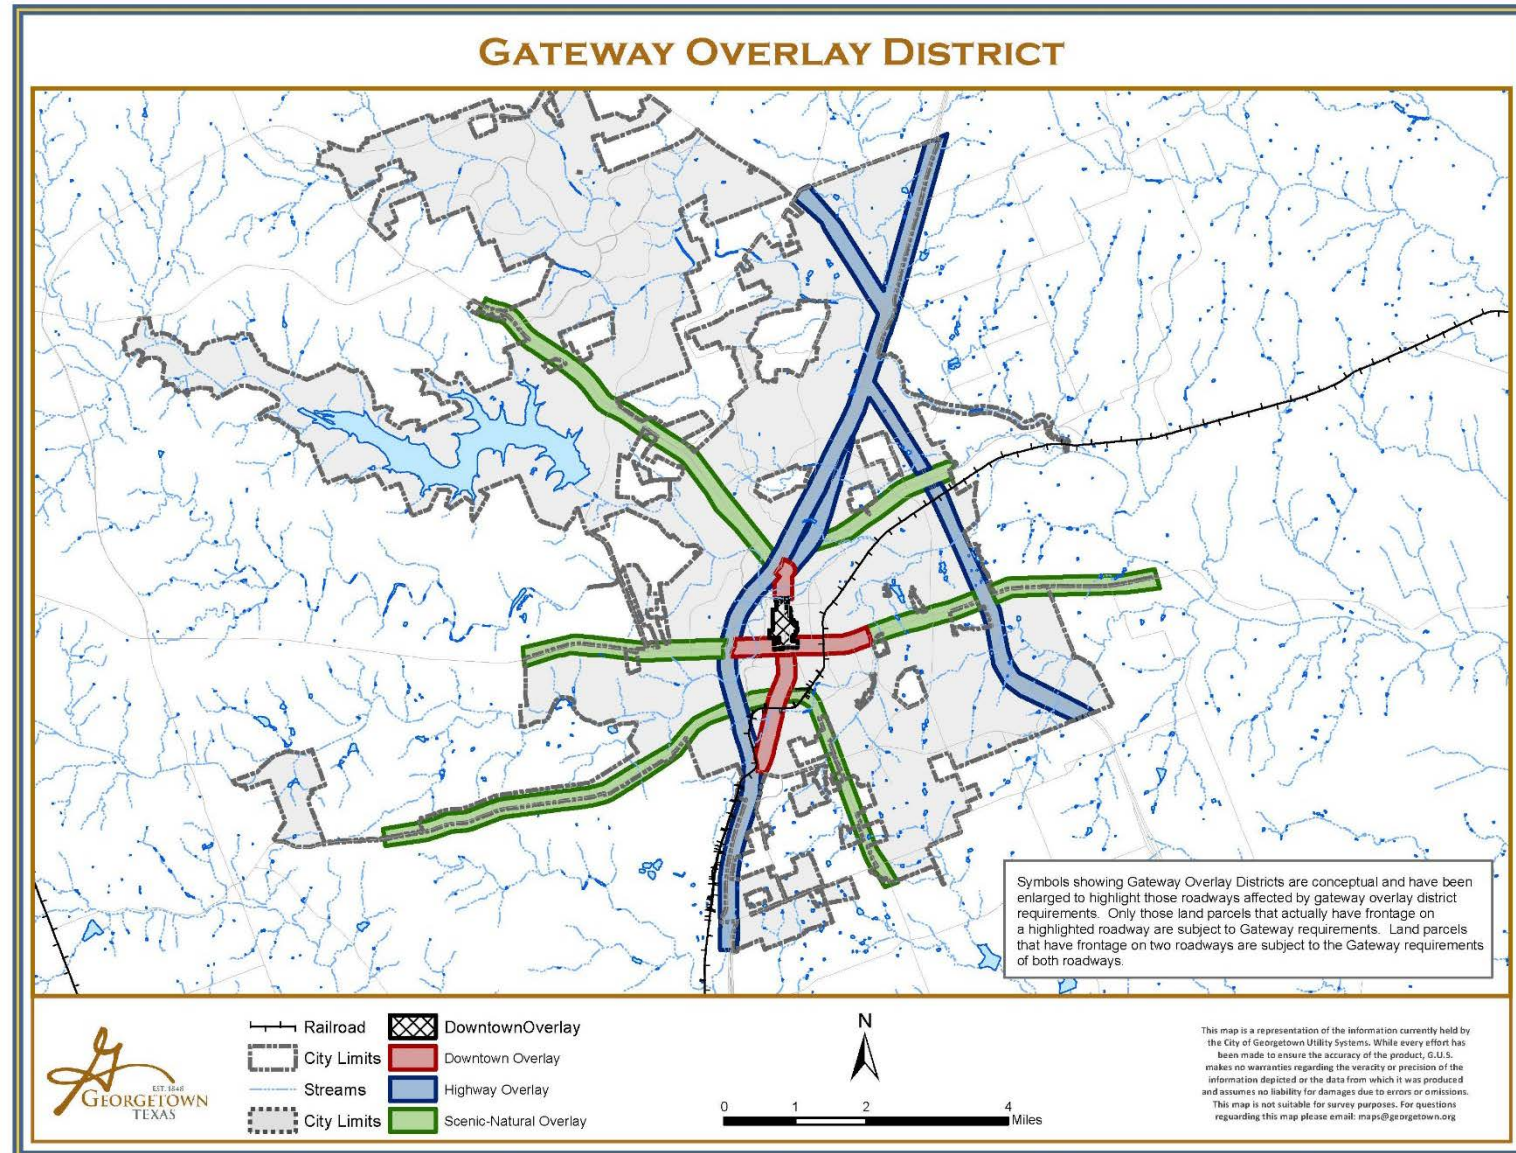 GATEWAY OVERLAY DISTRICT
Symbols showing Gateway Overlay Districts are conceptual and have been
enlarged to highlight those roadways affected by gateway overlay district
requirements. Only those land parcels that actually have frontage on
a highlighted roadway are subject to Gateway requirements. Land parcels
that have frontage on two roadways are subject to the Gateway requirements
of both roadways.
EST. 1848
GEORGETOWN
TEXAS
Railroad
City Limits
Streams
City Limits
DowntownOverlay
Downtown Overlay
Highway Overlay
Scenic-Natural Overlay
N
0 1 2 4
Miles
This map is a representation of the information currently held by
the City of Georgetown Utility Systems. While every effort has
been made to ensure the accuracy of the product, G.U.S.
makes no warranties regarding the veracity or precision of the
information depicted or the data from which it was produced
and assumes no liability for damages due to errors or omissions.
This map is not suitable for survey purposes. For questions
reguarding this map please email: maps@georgetown.org